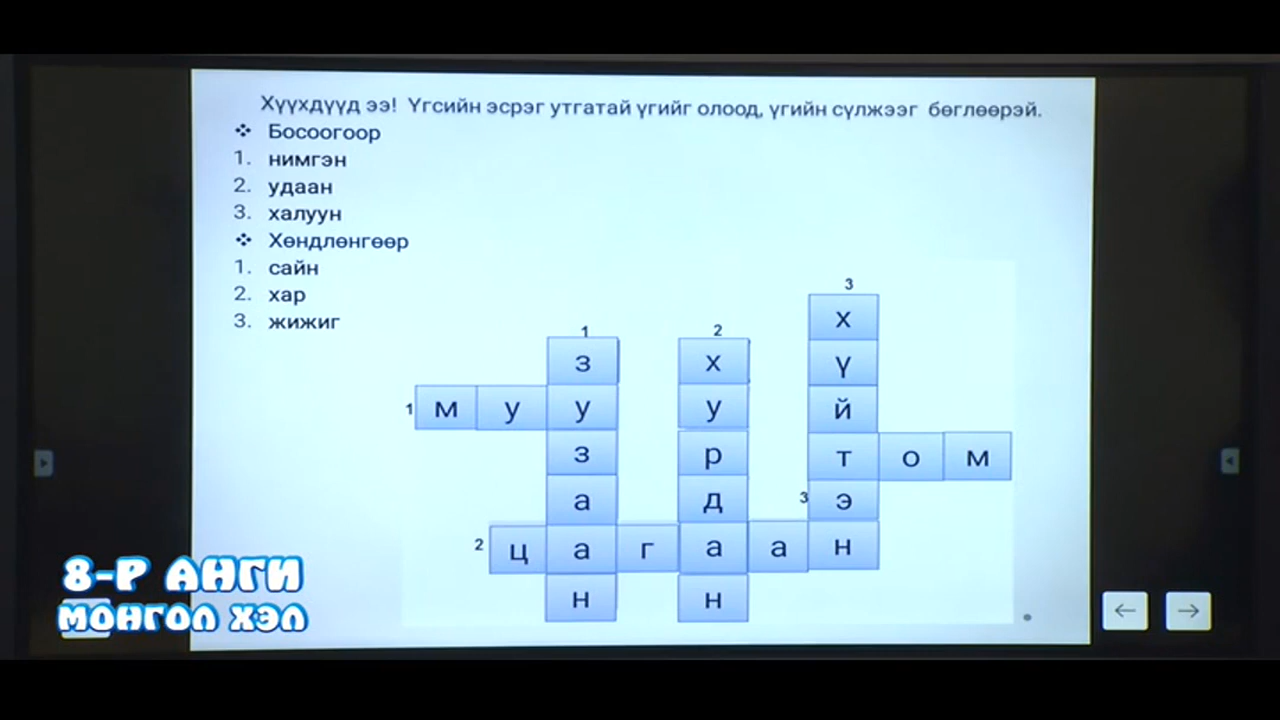 Хүүхдүүд ээ! Үгсийн эсрэг утгатай үгийг олоод, үгийн сүлжээг бөглөөрэй.
❖ Босоогоор
1. нимгэн
2. удаан
3. халуун
❖ Хөндлөнгөөр
1. сайн
2. хар
3. жижиг
3
х
1 2
з х ү
1 м у у у й
з р т о м
а д 3 э
2 ц а г а а н
н н
8-Р АНГИ
МОНГОЛ ХЭЛ